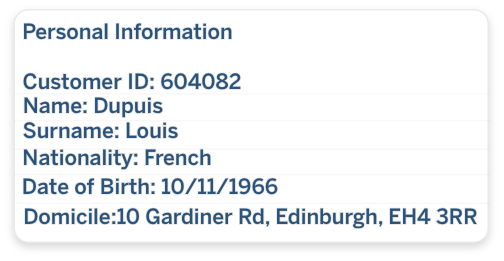 Personal Information
Customer ID: 604082
Name: Dupuis
Surname: Louis
Nationality: French
Date of Birth: 10/11/1966
Domicile:10 Gardiner Rd, Edinburgh, EH4 3RR